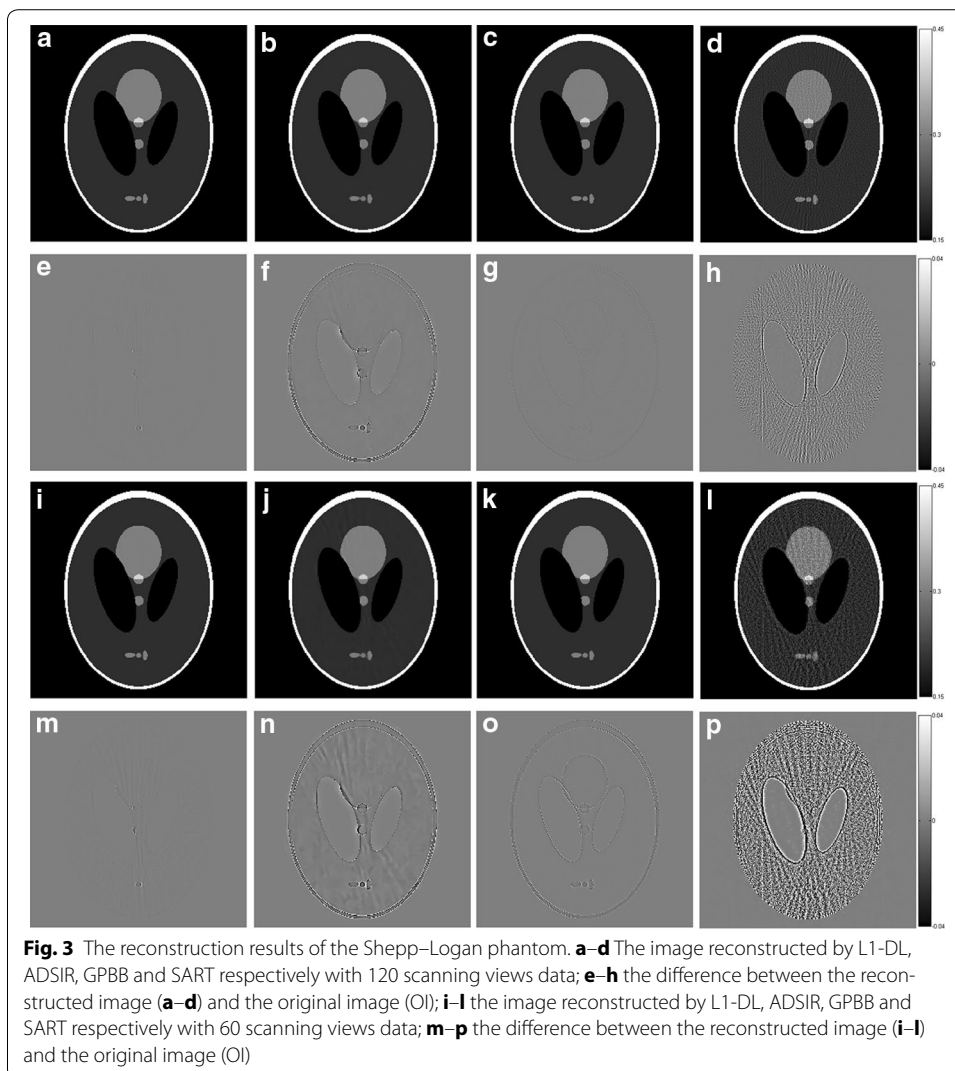 a b c d
0.45
0.3
0.15
e f g h
0.04
0
-0.04
i j k l
0.45
0.3
0.15
m n o p
0.04
0
-0.04
Fig. 3 The reconstruction results of the Shepp–Logan phantom. a–d The image reconstructed by L1-DL,
ADSIR, GPBB and SART respectively with 120 scanning views data; e–h the difference between the recon-
structed image (a–d) and the original image (OI); i–l the image reconstructed by L1-DL, ADSIR, GPBB and
SART respectively with 60 scanning views data; m–p the difference between the reconstructed image (i–l)
and the original image (OI)